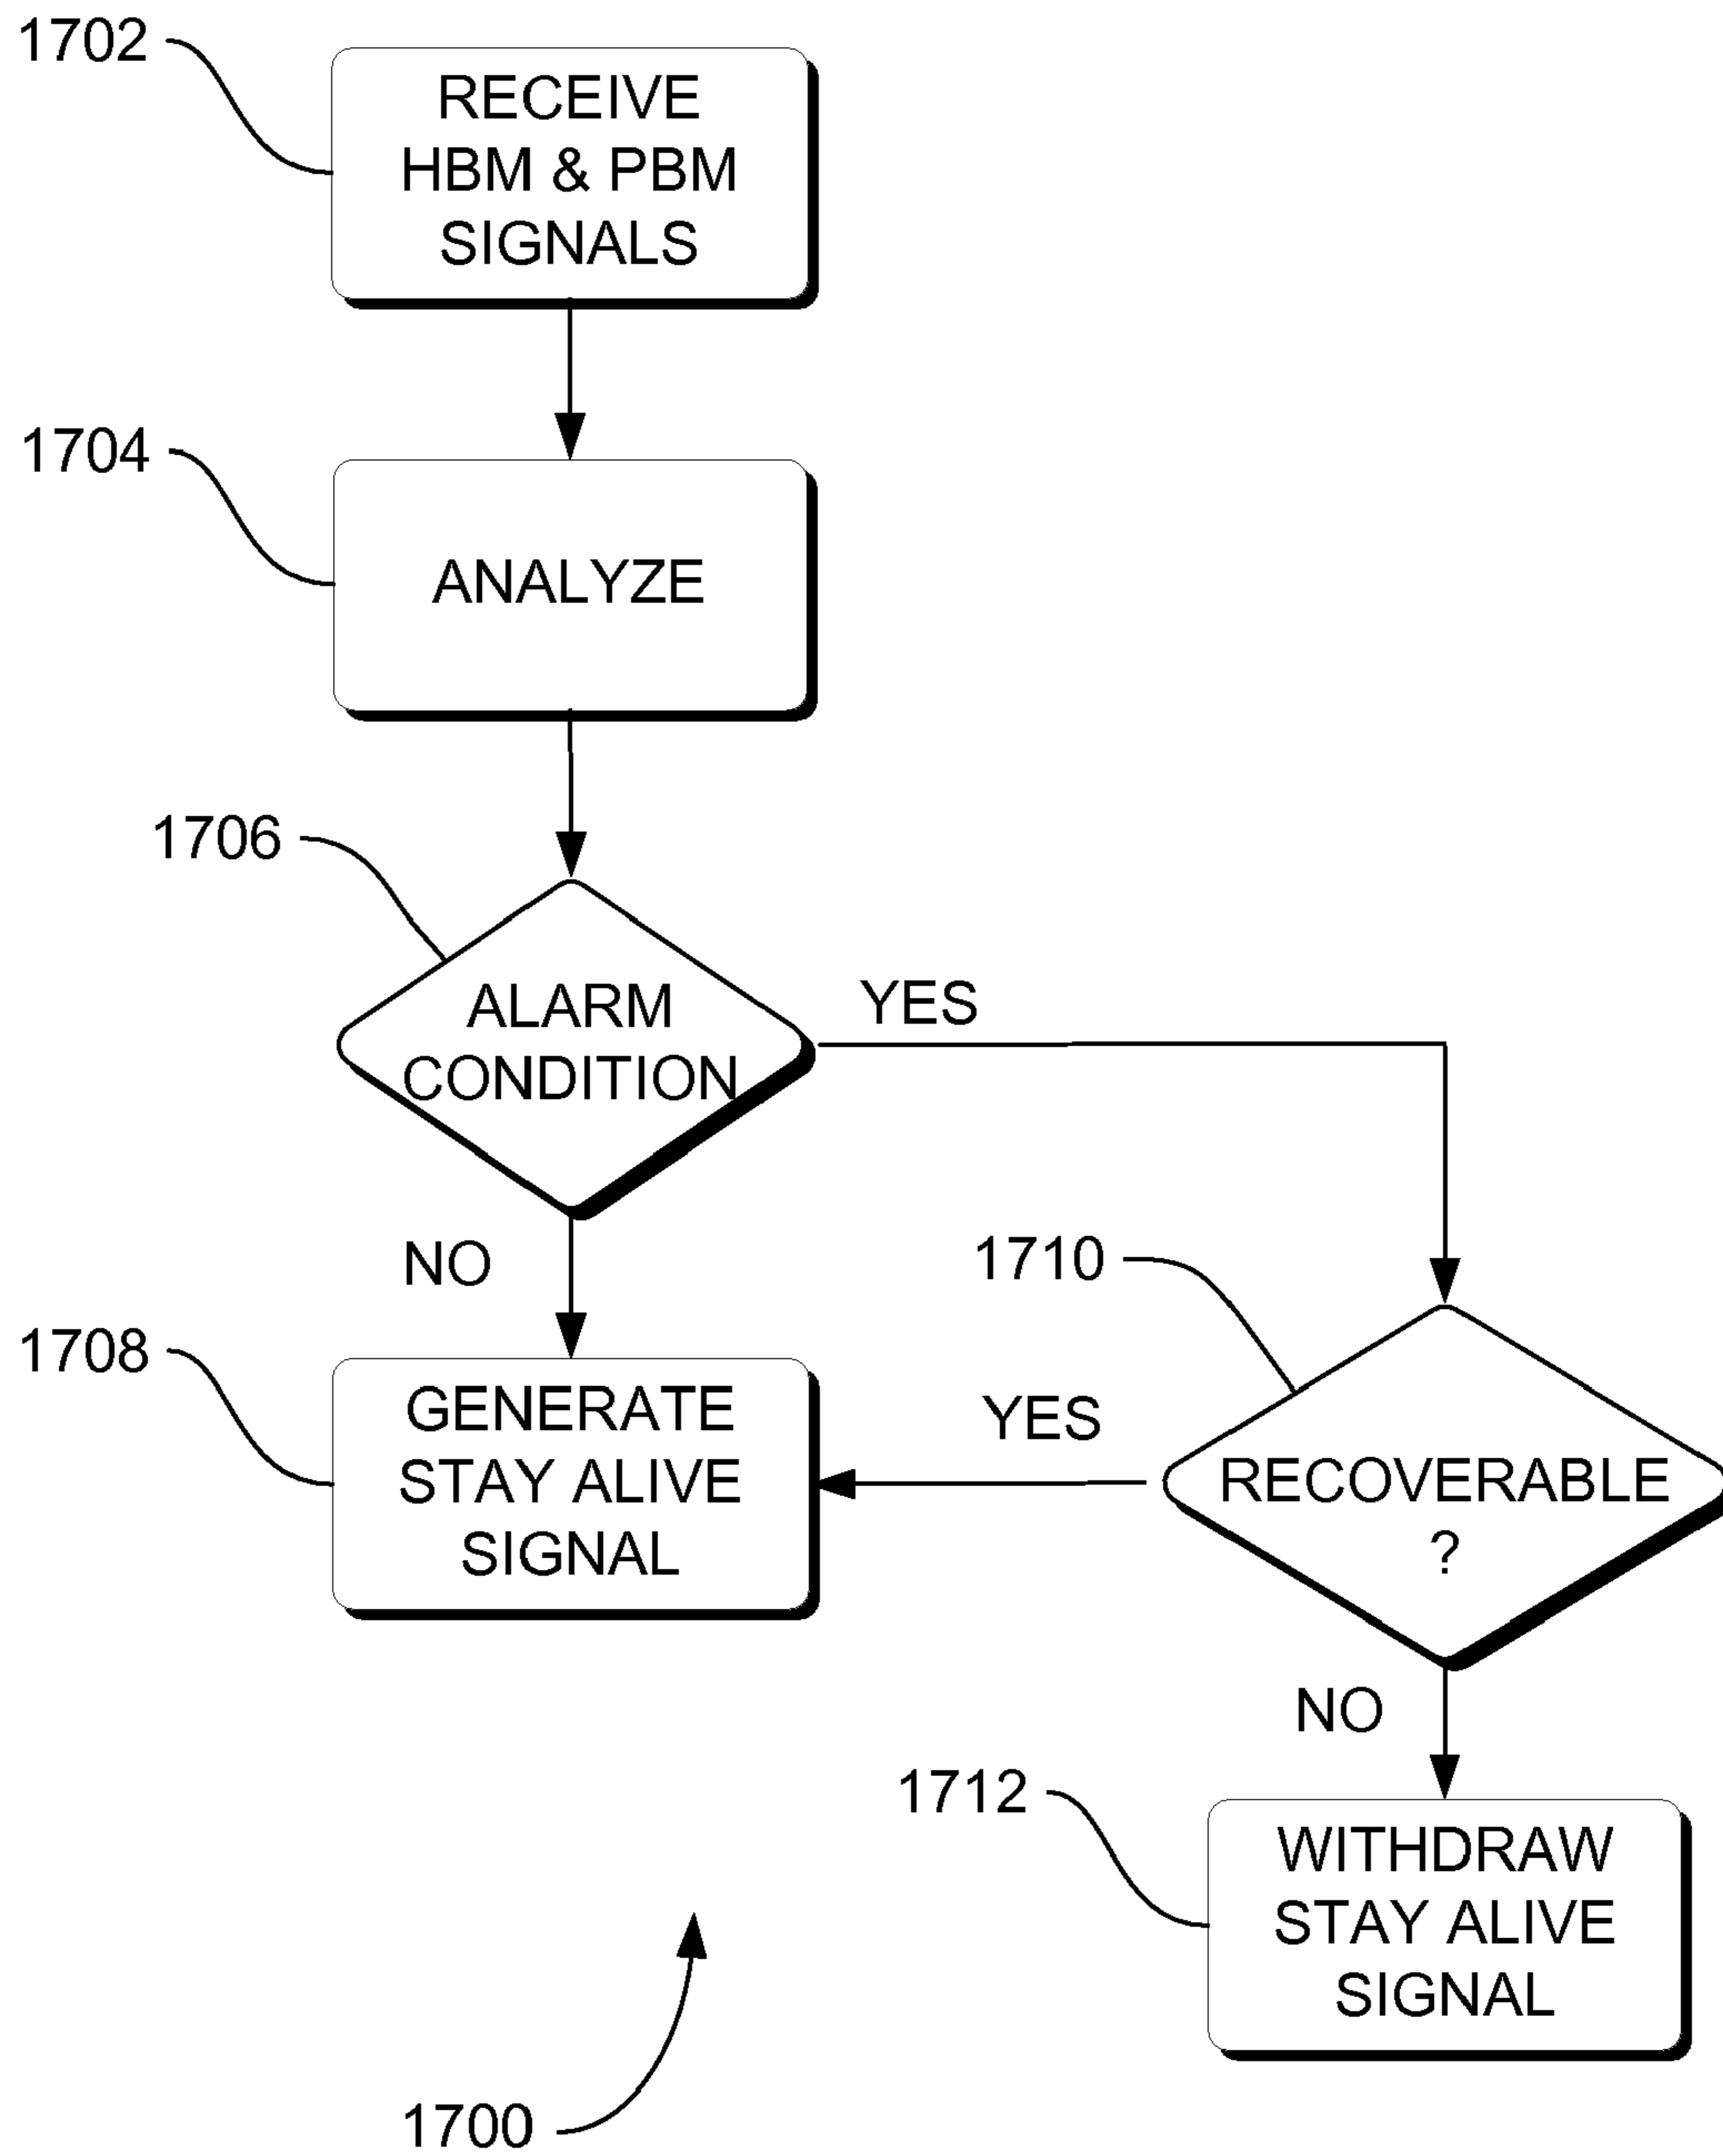 1702
RECEIVE
HBM & PBM
SIGNALS
1704
ANALYZE
1706
ALARM
CONDITION
YES
NO
1710
1708
GENERATE
STAY ALIVE
SIGNAL
YES
RECOVERABLE
?
NO
1712
WITHDRAW
STAY ALIVE
SIGNAL
1700